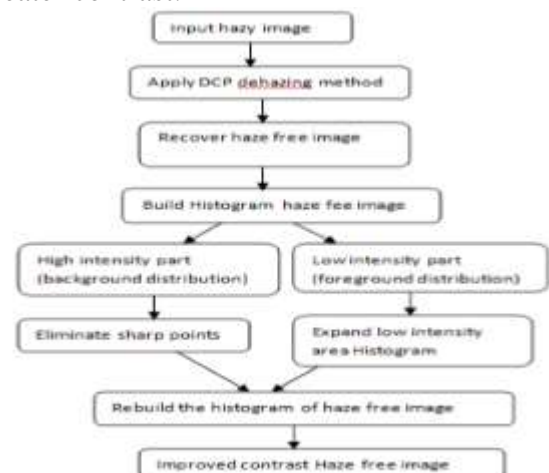 Input hazy image
Apply DCP dehazing method
Recover haze free image
Build Histogram haze fee image
High intensity part
(background distribution)
Low intensity part
(foreground distribution)
Eliminate sharp points
Expand low intensity
area Histogram
Rebuild the histogram of haze free image
Improved contrast Haze free image